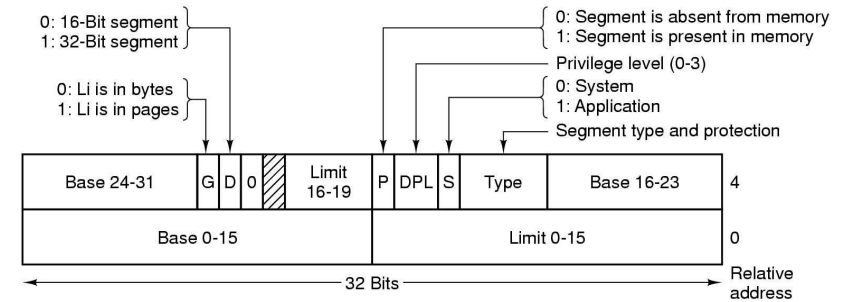 0: 16-Bit segment
1: 32-Bit segment
0: Segment is absent from memory
1: Segment is present in memory
Privilege level (0-3)
0: Li is in bytes
1: Li is in pages
0: System
1: Application
Segment type and protection
Base 24-31
G
D
0
Limit
16-19
P
DPL
S
Type
Base 16-23
4
Base 0-15
Limit 0-15
0
32 Bits
Relative
address